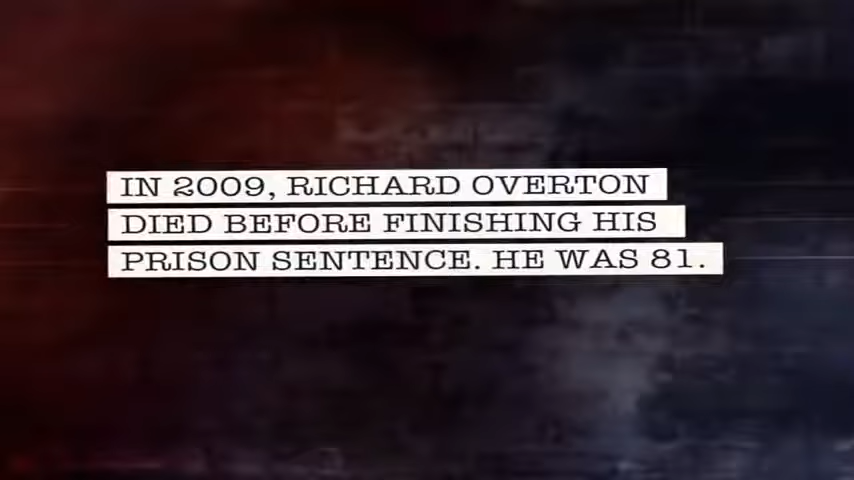 IN 2009, RICHARD OVERTON
DIED BEFORE FINISHING HIS
PRISON SENTENCE. HE WAS 81.